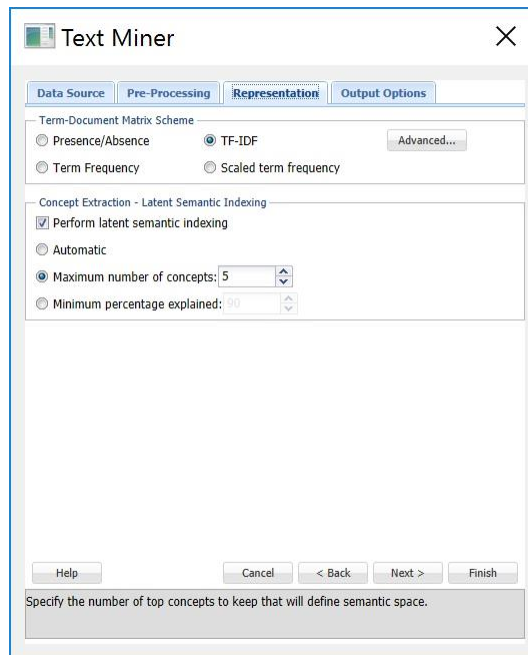 Text Miner
Data Source Pre-Processing Representation Output Options
Term-Document Matrix Scheme
Presence/Absence TF-IDF Advanced...
Term Frequency Scaled term frequency
Concept Extraction - Latent Semantic Indexing
Perform latent semantic indexing
Automatic
Maximum number of concepts: 5
Minimum percentage explained: 90
Help Cancel < Back Next > Finish
Specify the number of top concepts to keep that will define semantic space.